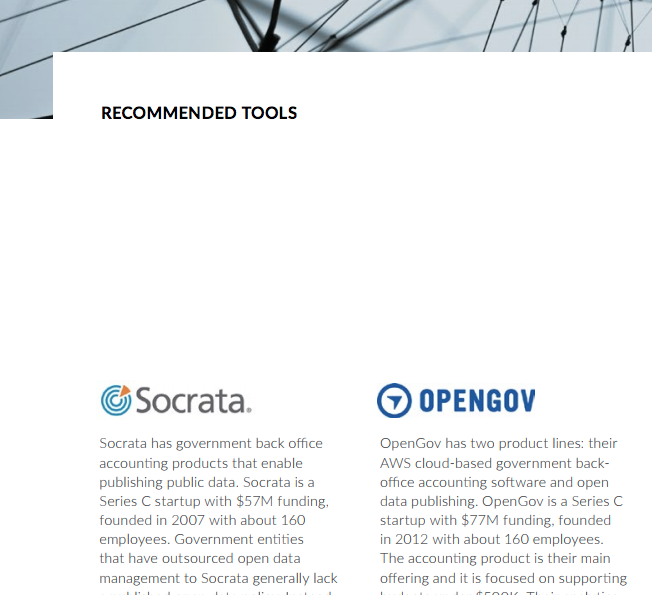 RECOMMENDED TOOLS
Socrata
Socrata has government back office
accounting products that enable
publishing public data. Socrata is a
Series C startup with $57M funding,
founded in 2007 with about 160
employees. Government entities
that have outsourced open data
management to Socrata generally lack
OPENGOV
OpenGov has two product lines: their
AWS cloud-based government back-
office accounting software and open
data publishing. OpenGov is a Series C
startup with $77M funding, founded
in 2012 with about 160 employees.
The accounting product is their main
offering and it is focused on supporting